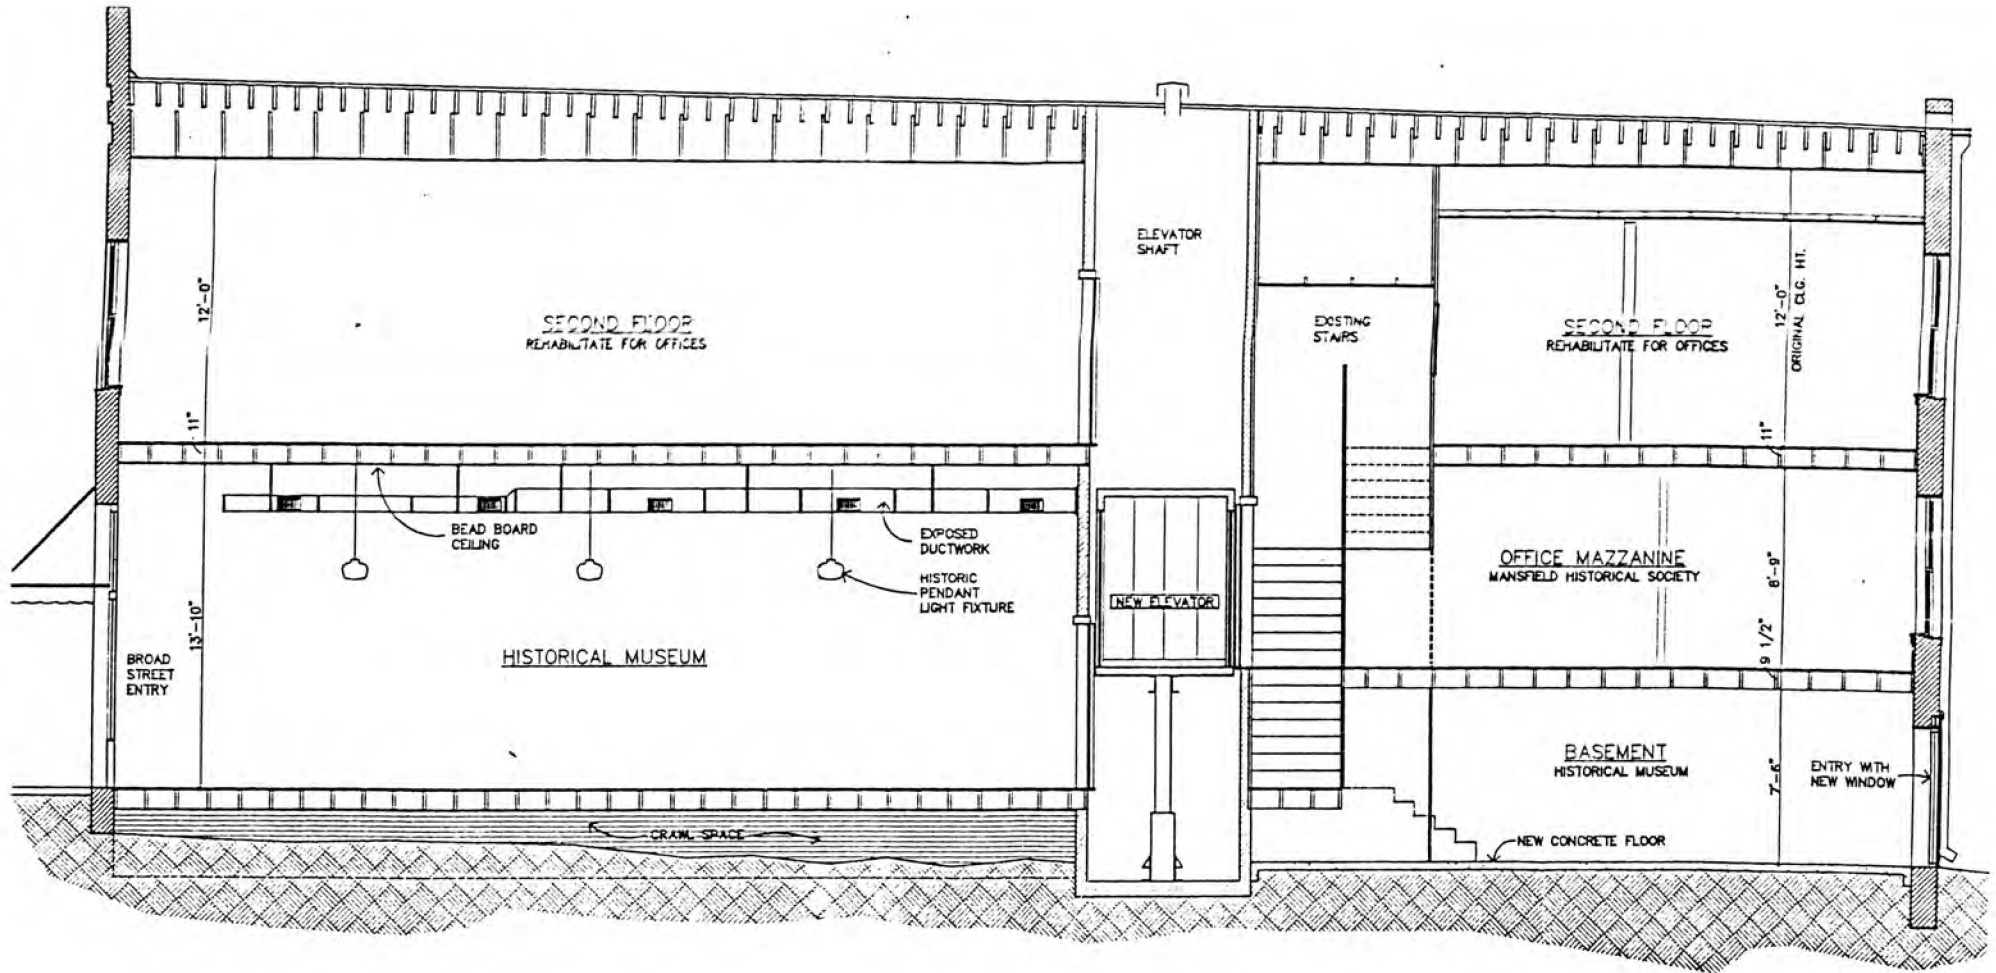 ELEVATOR
SHAFT
12'-0"
SECOND FLOOR
REHABILITATE FOR OFFICES
EXISTING
STAIRS
SECOND FLOOR
REHABILITATE FOR OFFICES
12'-0"
ORIGINAL CLG. HT.
11"
11"
BEAD BOARD
CEILING
EXPOSED
DUCTWORK
HISTORIC
PENDANT
LIGHT FIXTURE
NEW ELEVATOR
OFFICE MAZZANINE
MANSFIELD HISTORICAL SOCIETY
8'-9"
13'-10"
BROAD
STREET
ENTRY
HISTORICAL MUSEUM
9 1/2"
BASEMENT
HISTORICAL MUSEUM
7'-6"
ENTRY WITH
NEW WINDOW
CRAWL SPACE
NEW CONCRETE FLOOR